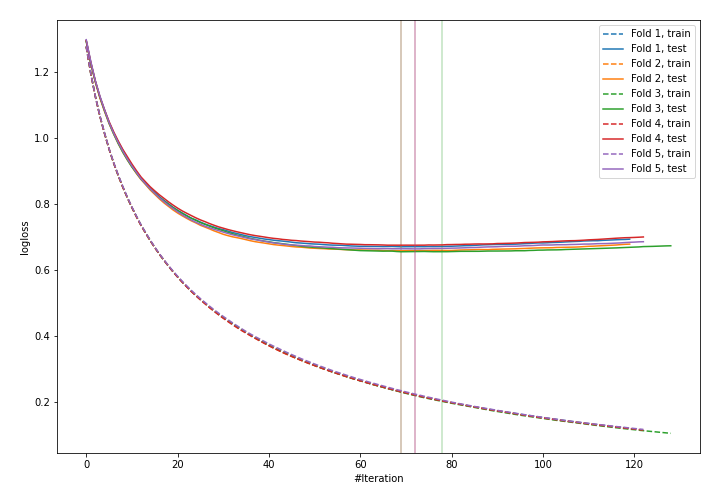 Fold 1, train
Fold 1, test
Fold 2, train
Fold 2, test
Fold 3, train
Fold 3, test
Fold 4, train
Fold 4, test
Fold 5, train
Fold 5, test
1.2
1.0
0.8
0.6
0.4
0.2
logloss
0 20 40 60 80 100 120
#Iteration